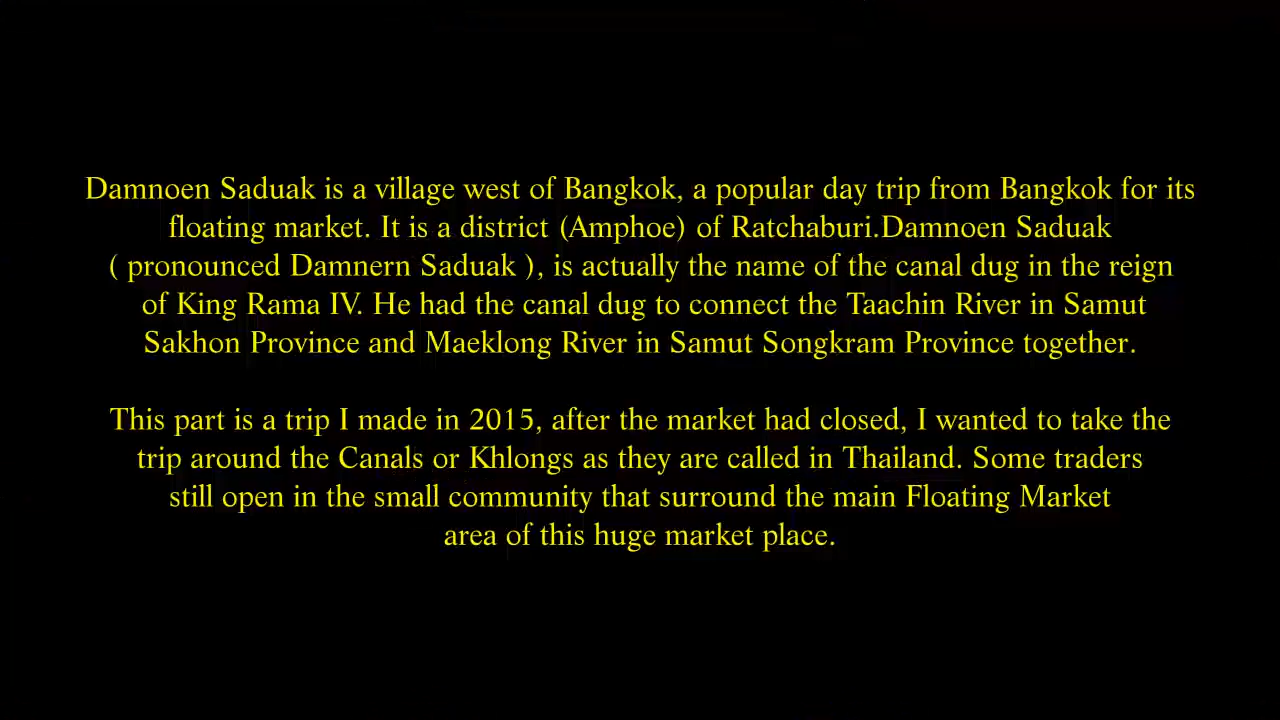 Damnoen Saduak is a village west of Bangkok, a popular day trip from Bangkok for its
floating market. It is a district (Amphoe) of Ratchaburi.Damnoen Saduak
( pronounced Damnern Saduak ), is actually the name of the canal dug in the reign
of King Rama IV. He had the canal dug to connect the Taachin River in Samut
Sakhon Province and Maeklong River in Samut Songkram Province together.
This part is a trip I made in 2015, after the market had closed, I wanted to take the
trip around the Canals or Khlongs as they are called in Thailand. Some traders
still open in the small community that surround the main Floating Market
area of this huge market place.